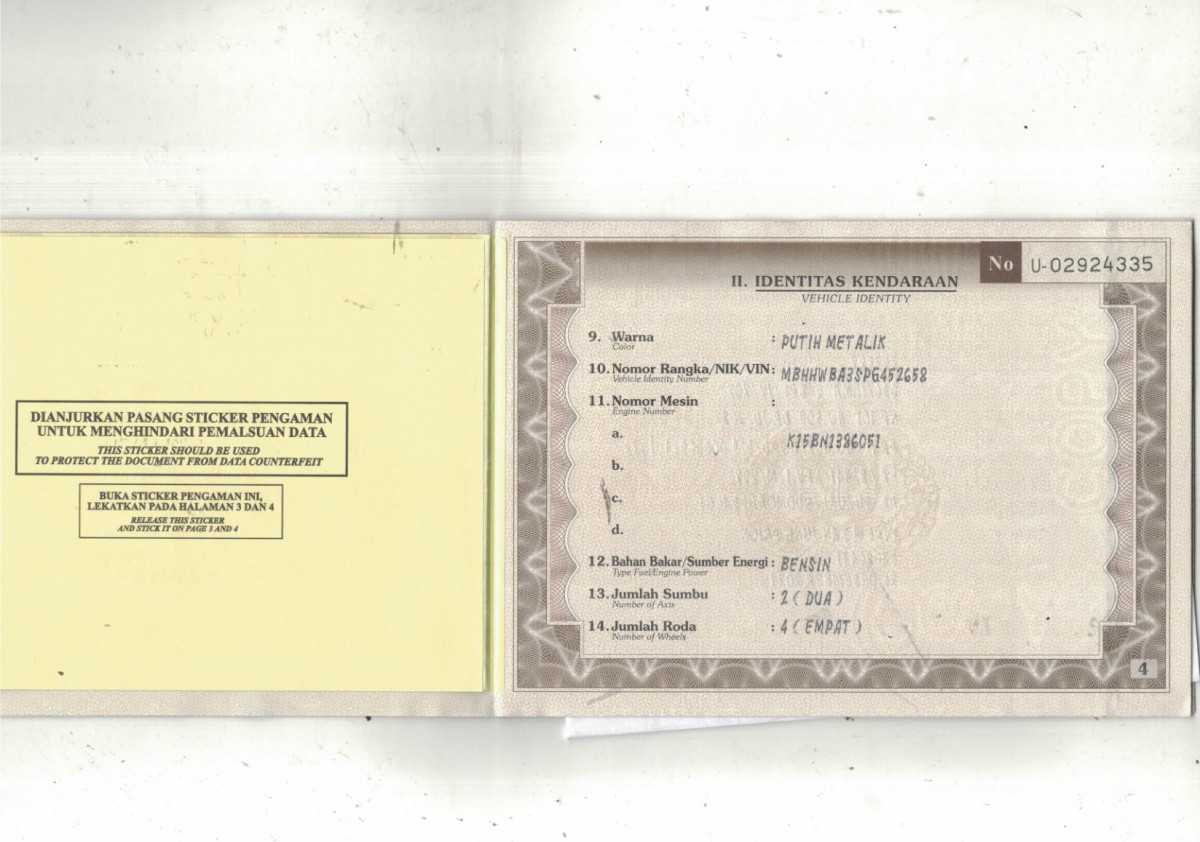 DIANJURKAN PASANG STICKER PENGAMAN
UNTUK MENGHINDARI PEMALSUAN DATA
THIS STICKER SHOULD BE USED
TO PROTECT THE DOCUMENT FROM DATA COUNTERFEIT
BUKA STICKER PENGAMAN INI,
LEKATKAN PADA HALAMAN 3 DAN 4
RELEASE THIS STICKER
AND STICK IT ON PAGE 3 AND 4
No U-02924335
II. IDENTITAS KENDARAAN
VEHICLE IDENTITY
9. Warna : PUTIH METALIK
Color
10. Nomor Rangka/NIK/VIN : MBHHWBA3SPG452658
Vehicle Identity Number
11. Nomor Mesin :
Engine Number
a. K15BN1386051
b.
c.
d.
12. Bahan Bakar/Sumber Energi : BENSIN
Type Fuel/Engine Power
13. Jumlah Sumbu : 2 ( DUA )
Number of Axis
14. Jumlah Roda : 4 ( EMPAT )
Number of Wheels
4